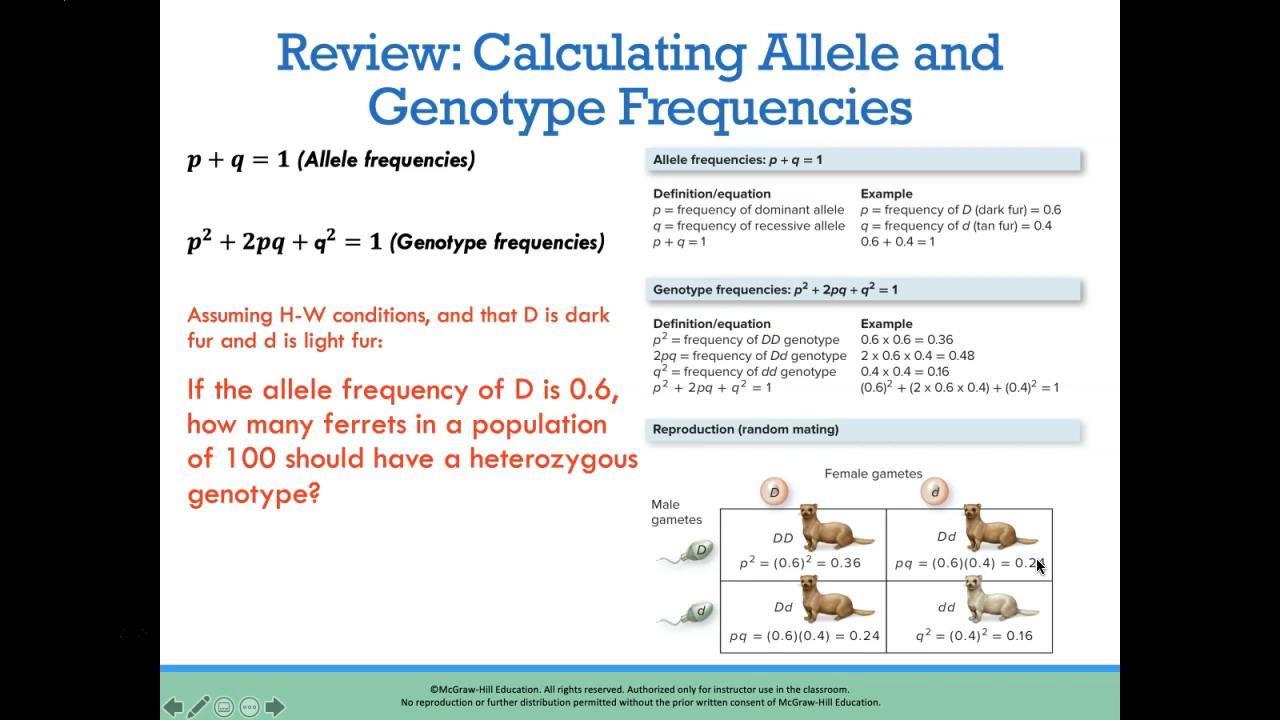 Review: Calculating Allele and
Genotype Frequencies
p + q = 1 (Allele frequencies)
p² + 2pq + q² = 1 (Genotype frequencies)
Assuming H-W conditions, and that D is dark
fur and d is light fur:
If the allele frequency of D is 0.6,
how many ferrets in a population
of 100 should have a heterozygous
genotype?
Allele frequencies: p + q = 1
Definition/equation Example
p = frequency of dominant allele p = frequency of D (dark fur) = 0.6
q = frequency of recessive allele q = frequency of d (tan fur) = 0.4
p + q = 1 0.6 + 0.4 = 1
Genotype frequencies: p² + 2pq + q² = 1
Definition/equation Example
p² = frequency of DD genotype 0.6 x 0.6 = 0.36
2pq = frequency of Dd genotype 2 x 0.6 x 0.4 = 0.48
q² = frequency of dd genotype 0.4 x 0.4 = 0.16
p² + 2pq + q² = 1 (0.6)² + (2 x 0.6 x 0.4) + (0.4)² = 1
Reproduction (random mating)
Female gametes
D d
Male
gametes
D
DD Dd
p² = (0.6)² = 0.36 pq = (0.6)(0.4) = 0.24
d
Dd dd
pq = (0.6)(0.4) = 0.24 q² = (0.4)² = 0.16
©McGraw-Hill Education. All rights reserved. Authorized only for instructor use in the classroom.
No reproduction or further distribution permitted without the prior written consent of McGraw-Hill Education.